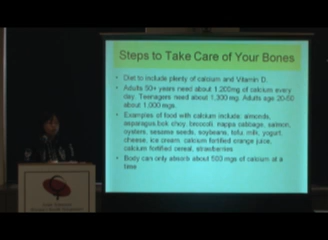 Steps to Take Care of Your Bones
• Diet to include plenty of calcium and Vitamin D.
• Adults 50+ years need about 1,200mg of calcium every
day. Teenagers need about 1,300 mg. Adults age 20-50
about 1,000 mgs.
• Examples of food with calcium include: almonds,
asparagus, bok choy, broccoli, nappa cabbage, salmon,
oysters, sesame seeds, soybeans, tofu, milk, yogurt,
cheese, ice cream, calcium fortified orange juice,
calcium fortified cereal, strawberries
• Body can only absorb about 500 mgs of calcium at
a time